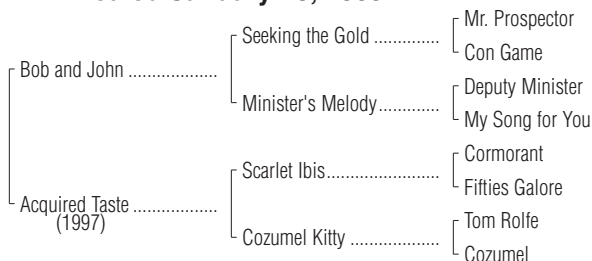 Mr. Prospector
Seeking the Gold ..............
Con Game
Bob and John ...................
Deputy Minister
Minister's Melody.............
My Song for You
Cormorant
Scarlet Ibis........................
Fifties Galore
Acquired Taste ..................
(1997)
Tom Rolfe
Cozumel Kitty ...................
Cozumel